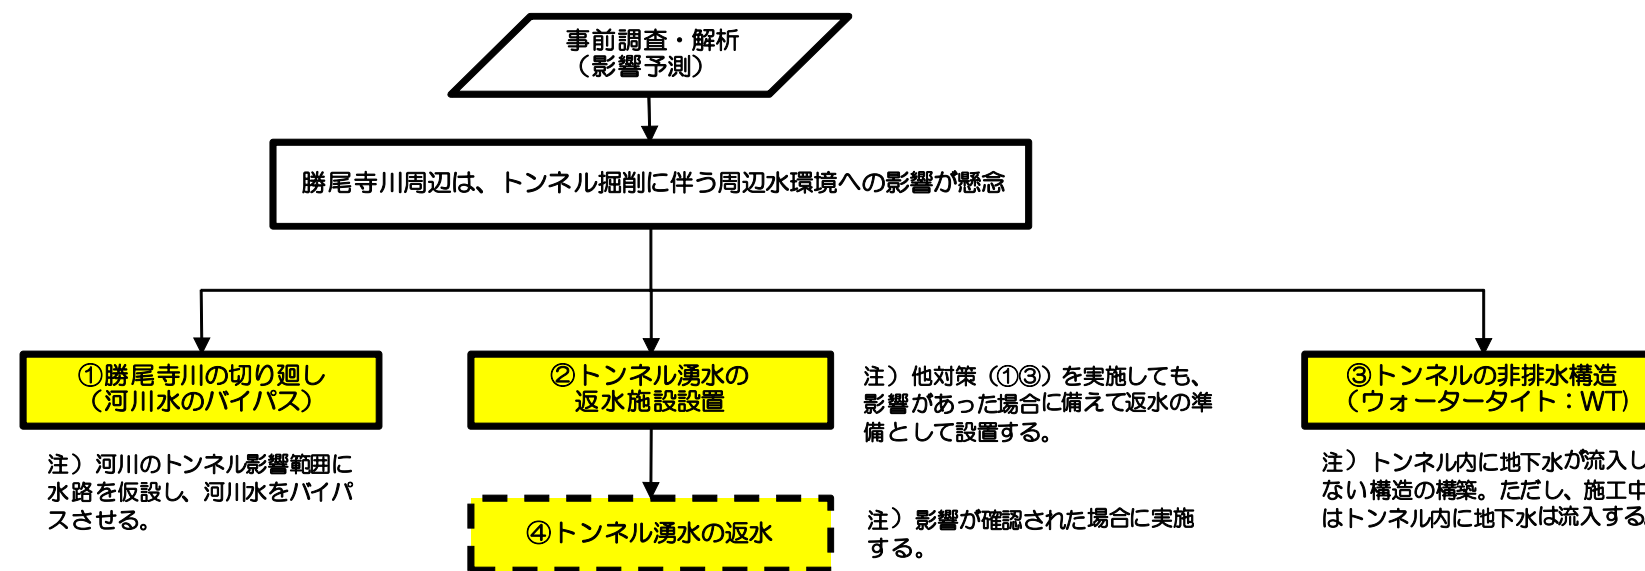 事前調査・解析
（影響予測）
勝尾寺川周辺は、トンネル掘削に伴う周辺水環境への影響が懸念
①勝尾寺川の切り廻し
（河川水のバイパス）
注）河川のトンネル影響範囲に
水路を仮設し、河川水をバイパ
スさせる。
②トンネル湧水の
返水施設設置
注）他対策（①③）を実施しても、
影響があった場合に備えて返水の準
備として設置する。
④トンネル湧水の返水
注）影響が確認された場合に実施
する。
③トンネルの非排水構造
（ウォータータイト：WT)
注）トンネル内に地下水が流入し
ない構造の構築。ただし、施工中
はトンネル内に地下水は流入する